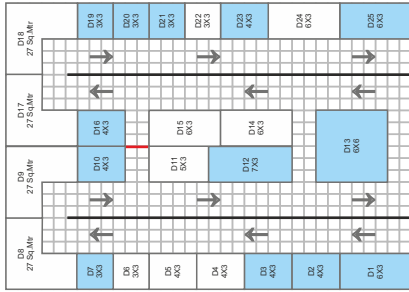 D18
27 Sq.Mtr
D19
3X3
D20
3X3
D21
3X3
D22
3X3
D23
4X3
D24
6X3
D25
6X3
D17
27 Sq.Mtr
D16
4X3
D15
6X3
D14
6X3
D13
6X6
D9
27 Sq.Mtr
D10
4X3
D11
5X3
D12
7X3
D8
27 Sq.Mtr
D7
3X3
D6
3X3
D5
4X3
D4
4X3
D3
4X3
D2
4X3
D1
6X3